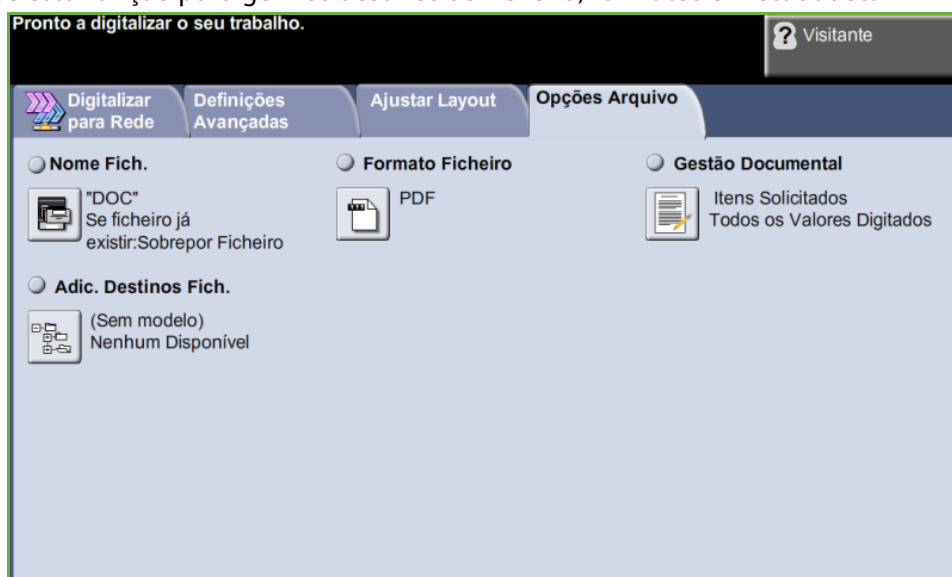 Pronto a digitalizar o seu trabalho.
? Visitante
Digitalizar
para Rede
Definições
Avançadas
Ajustar Layout
Opções Arquivo
Nome Fich.
"DOC"
Se ficheiro já
existir:Sobrepor Ficheiro
Formato Ficheiro
PDF
Gestão Documental
Itens Solicitados
Todos os Valores Digitados
Adic. Destinos Fich.
(Sem modelo)
Nenhum Disponível